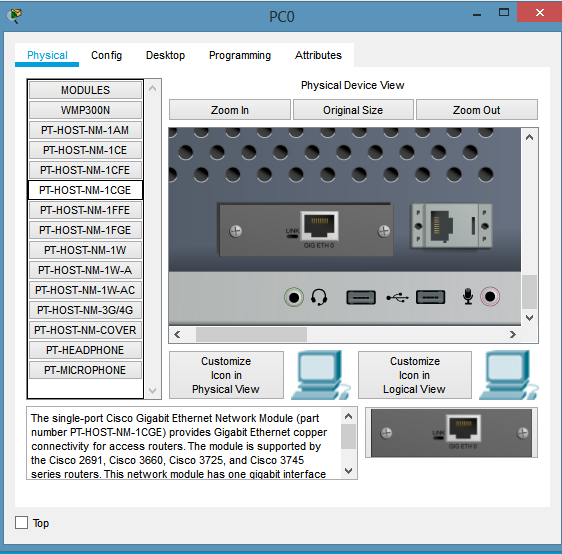 PC0
Physical
Config
Desktop
Programming
Attributes
MODULES
WMP300N
PT-HOST-NM-1AM
PT-HOST-NM-1CE
PT-HOST-NM-1CFE
PT-HOST-NM-1CGE
PT-HOST-NM-1FFE
PT-HOST-NM-1FGE
PT-HOST-NM-1W
PT-HOST-NM-1W-A
PT-HOST-NM-1W-AC
PT-HOST-NM-3G/4G
PT-HOST-NM-COVER
PT-HEADPHONE
PT-MICROPHONE
Physical Device View
Zoom In
Original Size
Zoom Out
LINK
GIG ETH 0
Customize
Icon in
Physical View
Customize
Icon in
Logical View
The single-port Cisco Gigabit Ethernet Network Module (part
number PT-HOST-NM-1CGE) provides Gigabit Ethernet copper
connectivity for access routers. The module is supported by
the Cisco 2691, Cisco 3660, Cisco 3725, and Cisco 3745
series routers. This network module has one gigabit interface
LINK
GIG ETH 0
Top